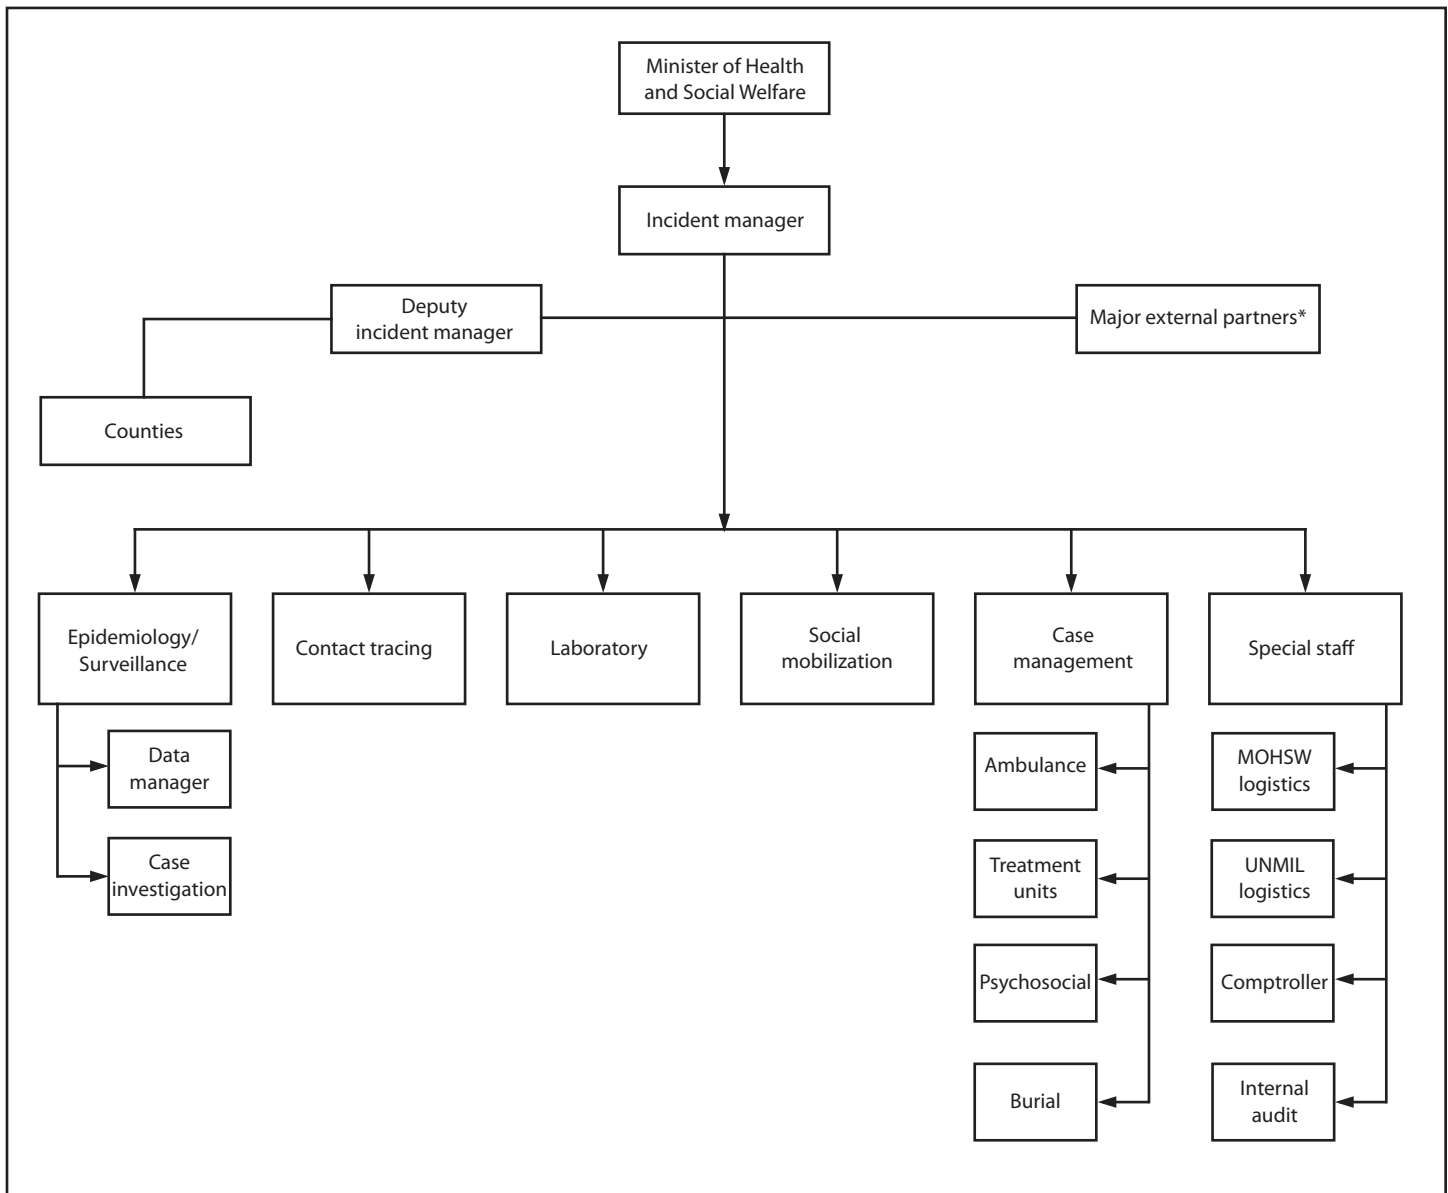 Minister of Health
and Social Welfare
Incident manager
Deputy
incident manager
Major external partners*
Counties
Epidemiology/
Surveillance
Contact tracing
Laboratory
Social
mobilization
Case
management
Special staff
Data
manager
Case
investigation
Ambulance
Treatment
units
Psychosocial
Burial
MOHSW
logistics
UNMIL
logistics
Comptroller
Internal
audit